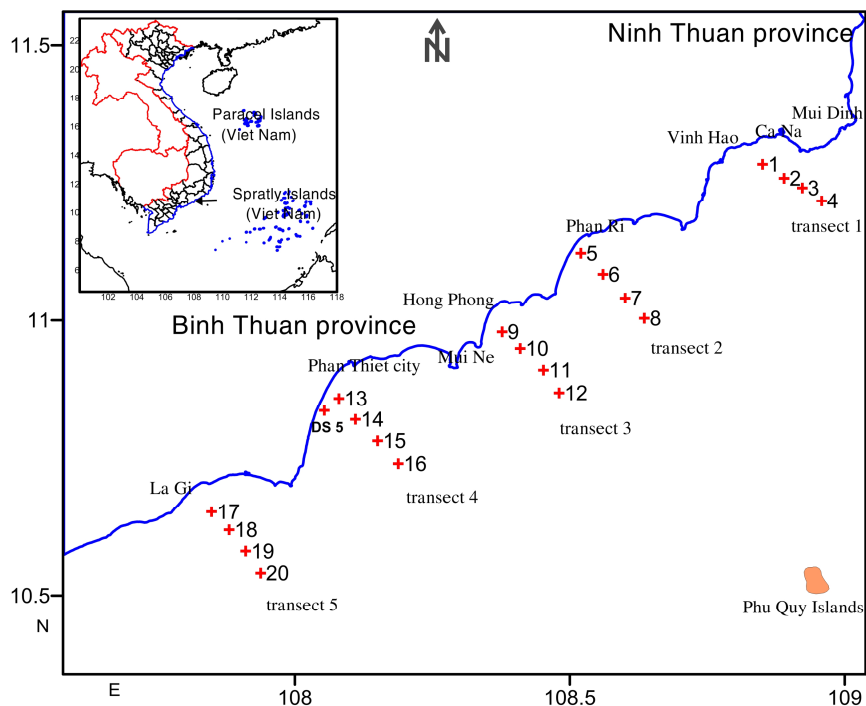 11.5
N
Ninh Thuan province
22
20
18
16
14
12
10
8
6
102
104
106
108
110
112
114
116
118
Paracel Islands
(Viet Nam)
Spratly Islands
(Viet Nam)
Mui Dinh
Ca Na
Vinh Hao
1
2
3
4
transect 1
Phan Ri
5
6
7
8
transect 2
Hong Phong
11
Binh Thuan province
9
10
11
12
transect 3
Mui Ne
Phan Thiet city
13
DS 5
14
15
16
transect 4
La Gi
17
18
19
20
transect 5
Phu Quy Islands
10.5
N
E
108
108.5
109